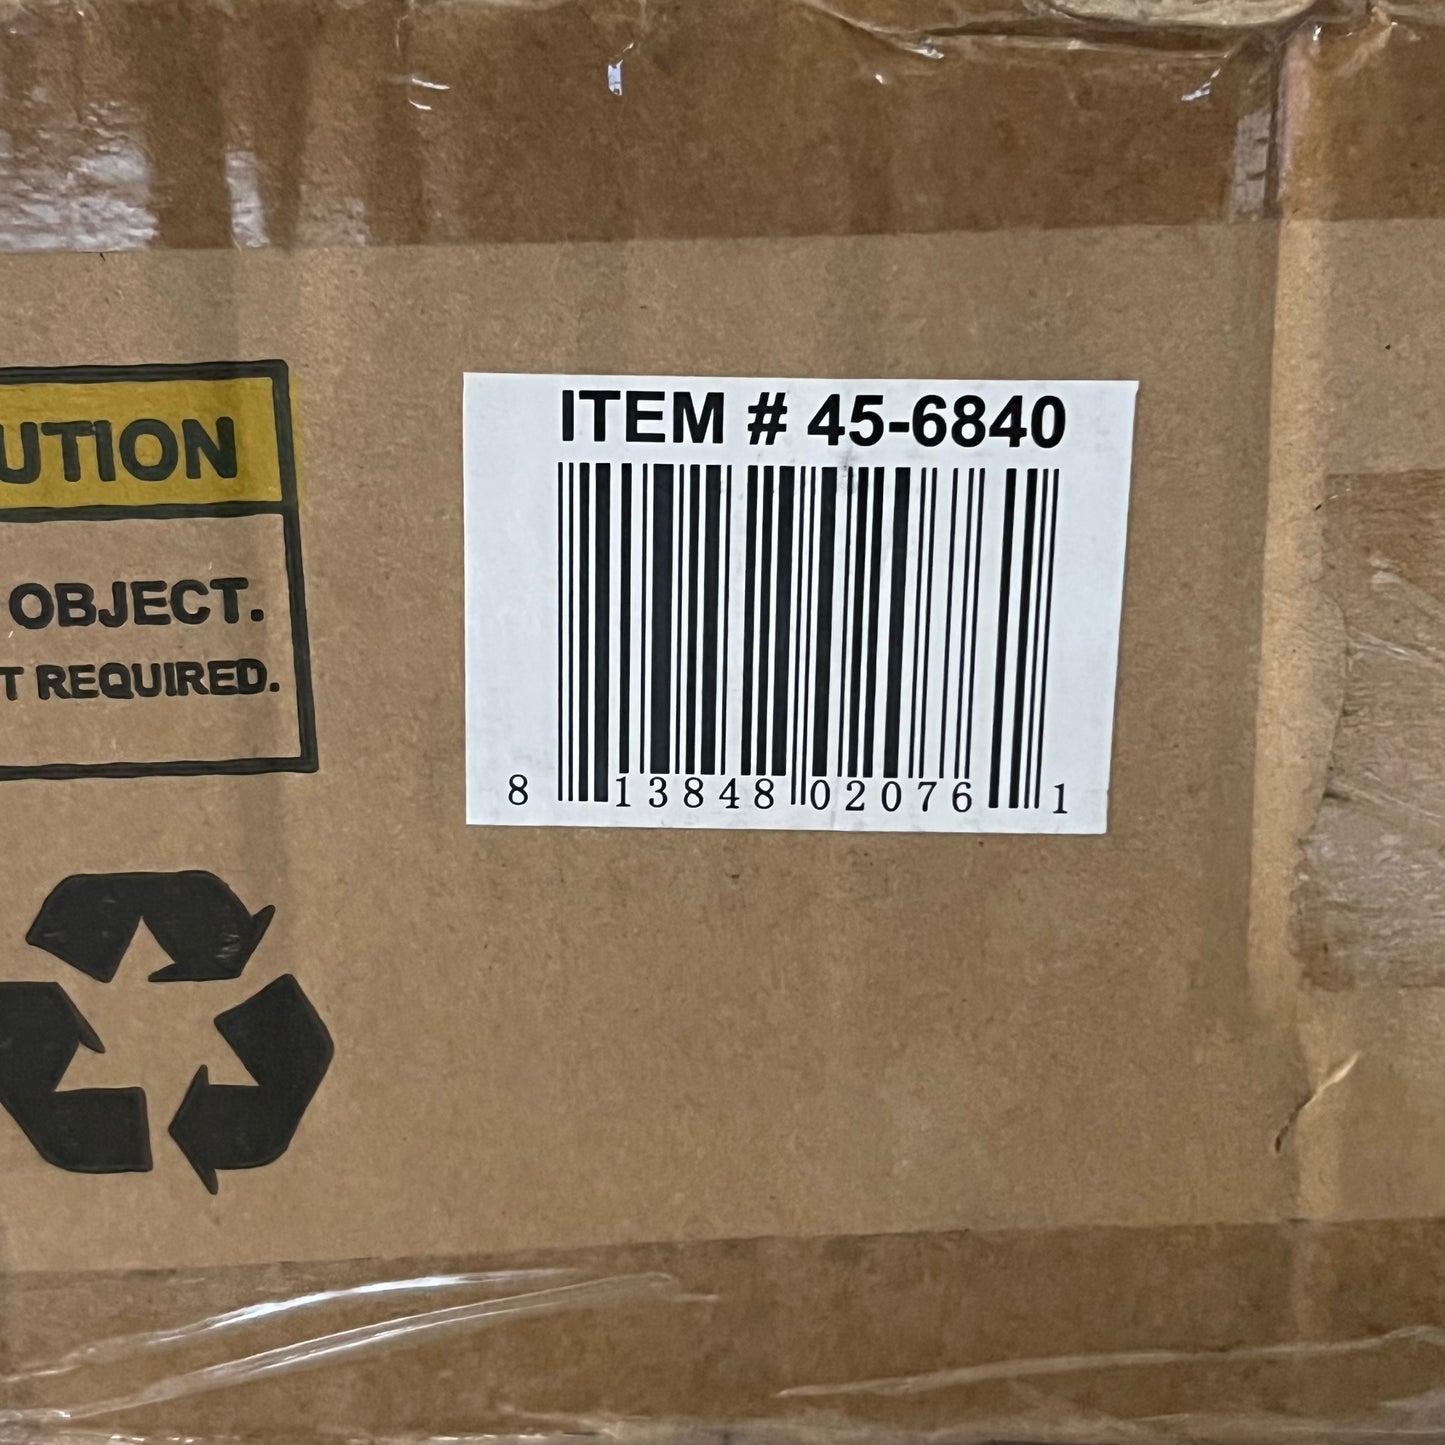 UTION
OBJECT.
T REQUIRED.
ITEM # 45-6840
8 13848 02076 1